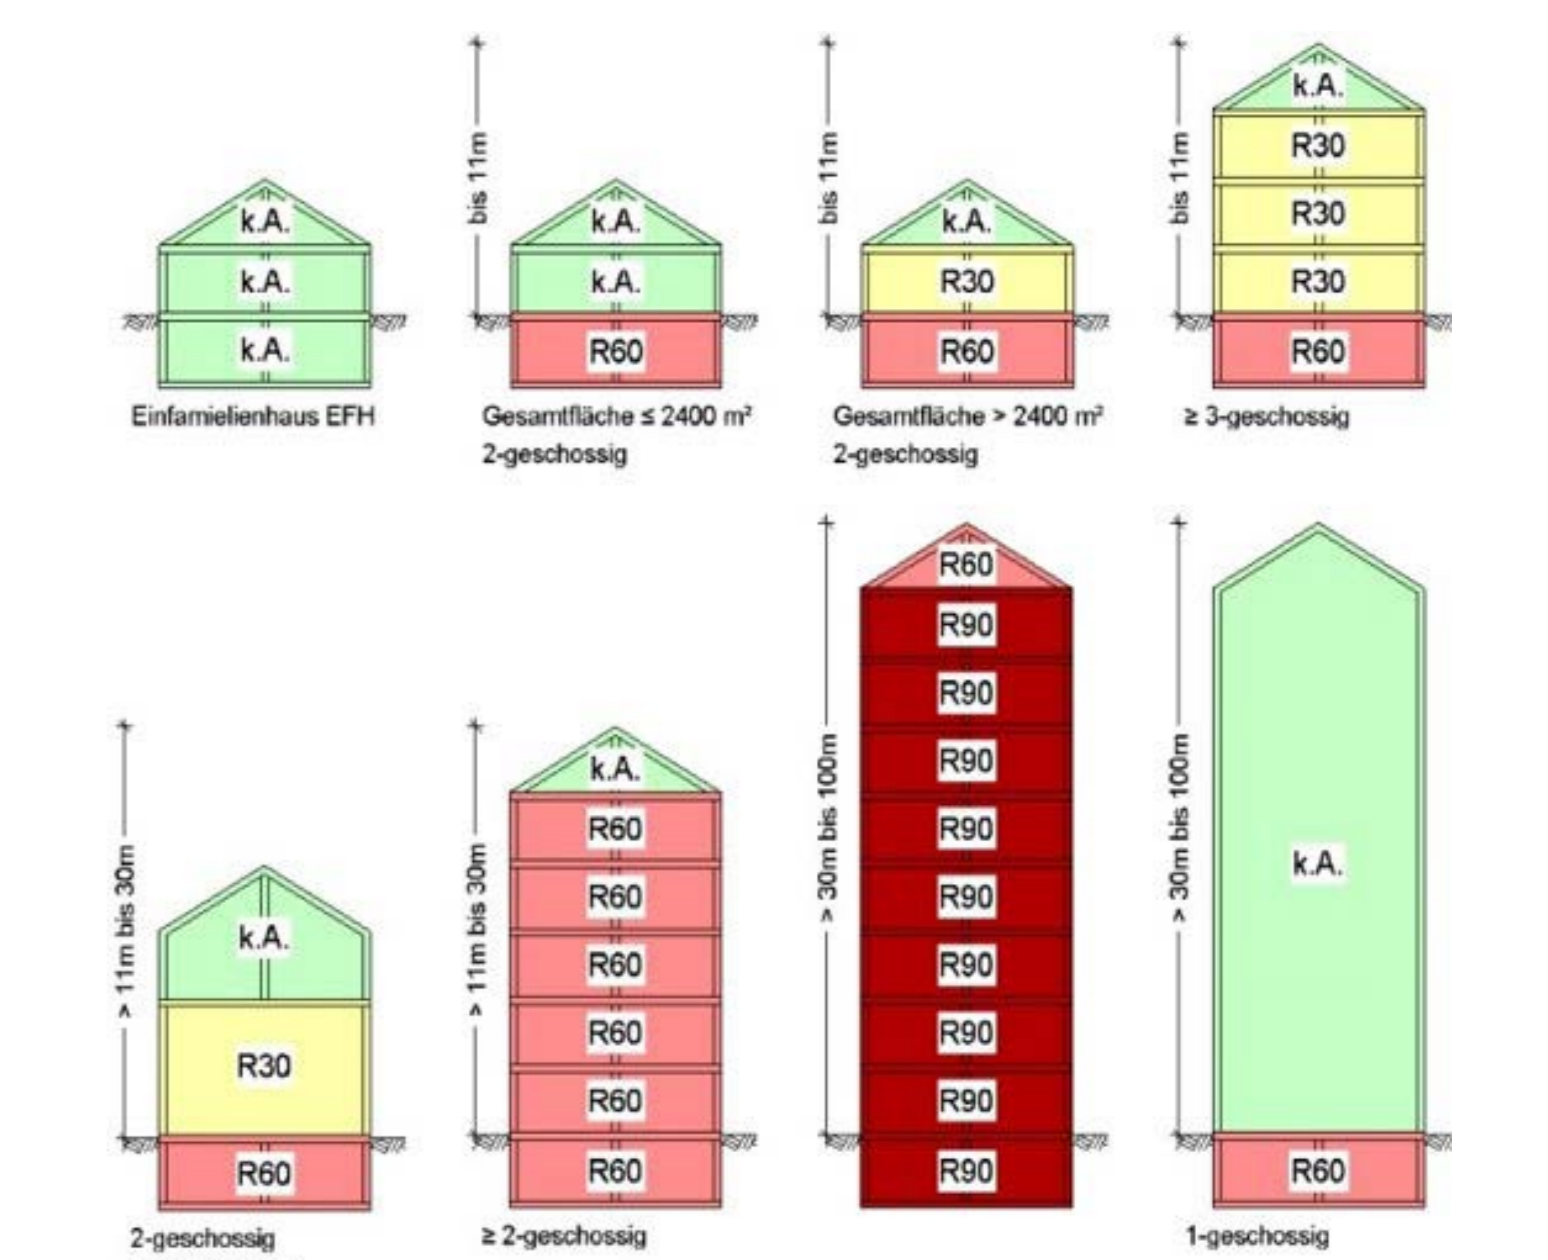 k.A.
k.A.
k.A.
Einfamielienhaus EFH
bis 11m
k.A.
k.A.
R60
Gesamtfläche ≤ 2400 m²
2-geschossig
bis 11m
k.A.
R30
R60
Gesamtfläche > 2400 m²
2-geschossig
bis 11m
k.A.
R30
R30
R30
R60
≥ 3-geschossig
> 11m bis 30m
k.A.
R30
R60
2-geschossig
> 11m bis 30m
k.A.
R60
R60
R60
R60
R60
R60
≥ 2-geschossig
> 30m bis 100m
R60
R90
R90
R90
R90
R90
R90
R90
R90
R90
> 30m bis 100m
k.A.
R60
1-geschossig